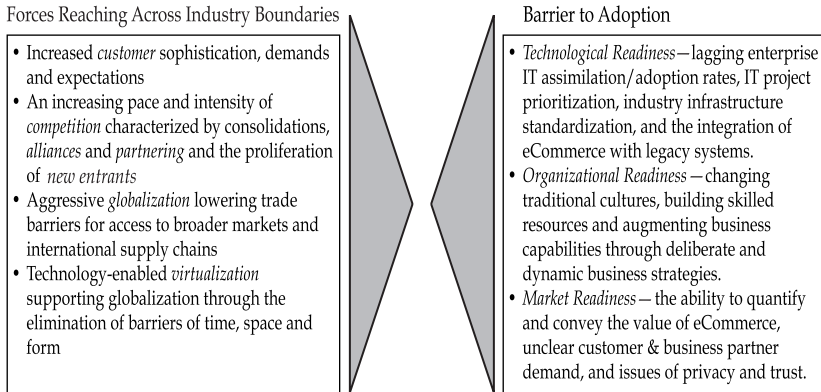 Forces Reaching Across Industry Boundaries
• Increased customer sophistication, demands
and expectations
• An increasing pace and intensity of
competition characterized by consolidations,
alliances and partnering and the proliferation
of new entrants
• Aggressive globalization lowering trade
barriers for access to broader markets and
international supply chains
• Technology-enabled virtualization
supporting globalization through the
elimination of barriers of time, space and
form
Barrier to Adoption
• Technological Readiness—lagging enterprise
IT assimilation/adoption rates, IT project
prioritization, industry infrastructure
standardization, and the integration of
eCommerce with legacy systems.
• Organizational Readiness—changing
traditional cultures, building skilled
resources and augmenting business
capabilities through deliberate and
dynamic business strategies.
• Market Readiness—the ability to quantify
and convey the value of eCommerce,
unclear customer & business partner
demand, and issues of privacy and trust.